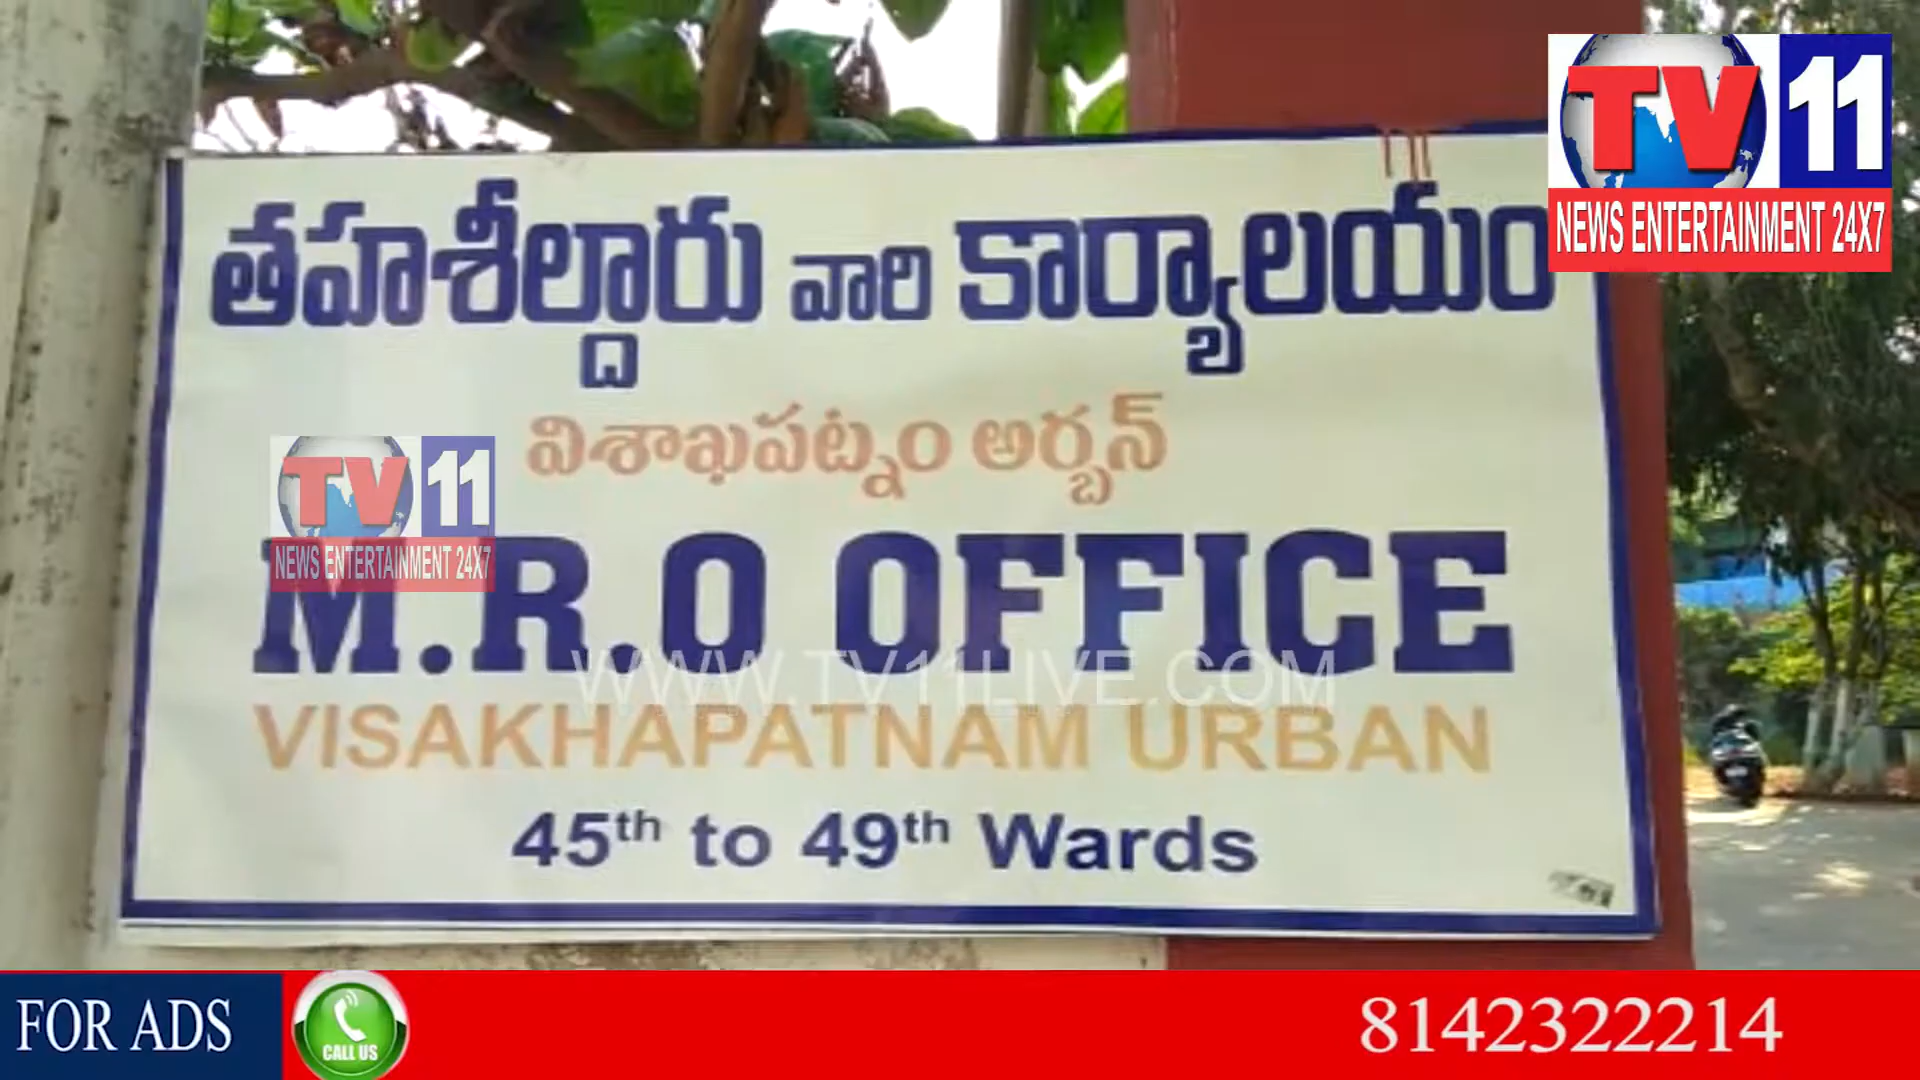 TV 11
NEWS ENTERTAINMENT 24X7
తహశీల్దారు వారి కార్యాలయం
విశాఖపట్నం అర్బన్
TV 11
NEWS ENTERTAINMENT 24X7
M.R.O OFFICE
WWW.TV11LIVE.COM
VISAKHAPATNAM URBAN
45th to 49th Wards
FOR ADS
CALL US
8142322214